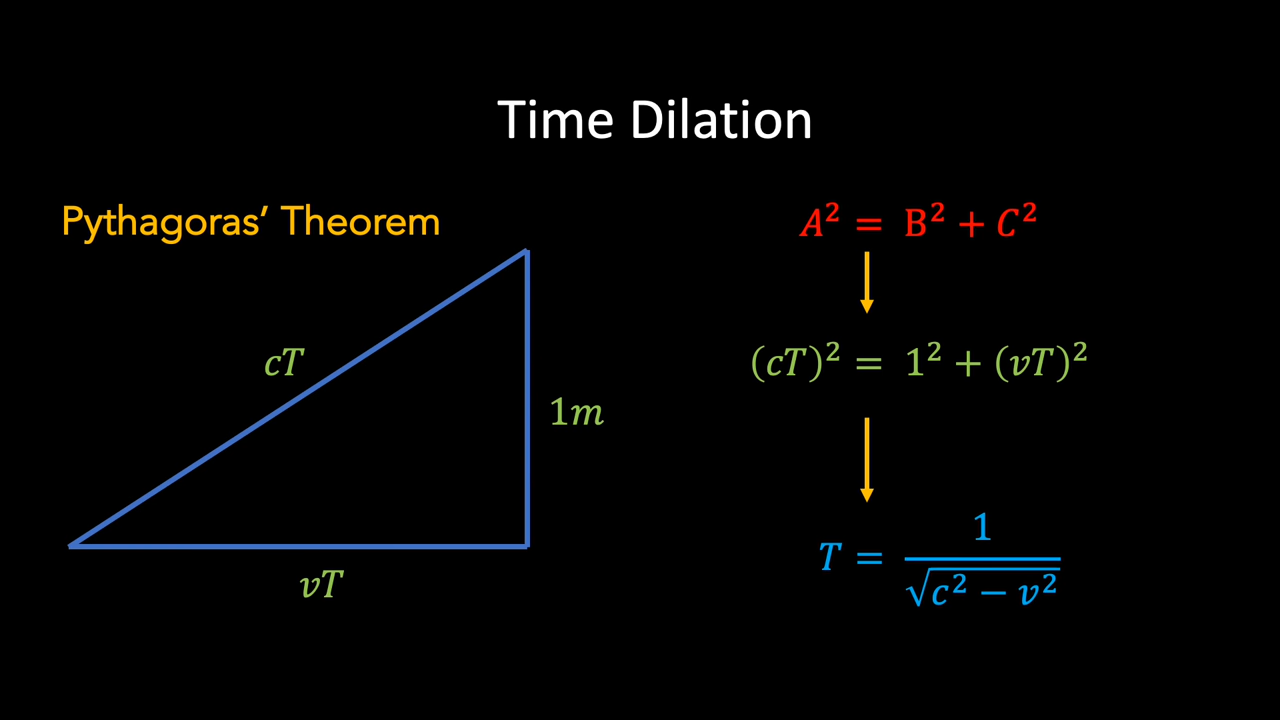 Time Dilation
Pythagoras’ Theorem
A² = B² + C²
cT
(cT)² = 1² + (vT)²
1m
T = 1 / √(c² − v²)
vT